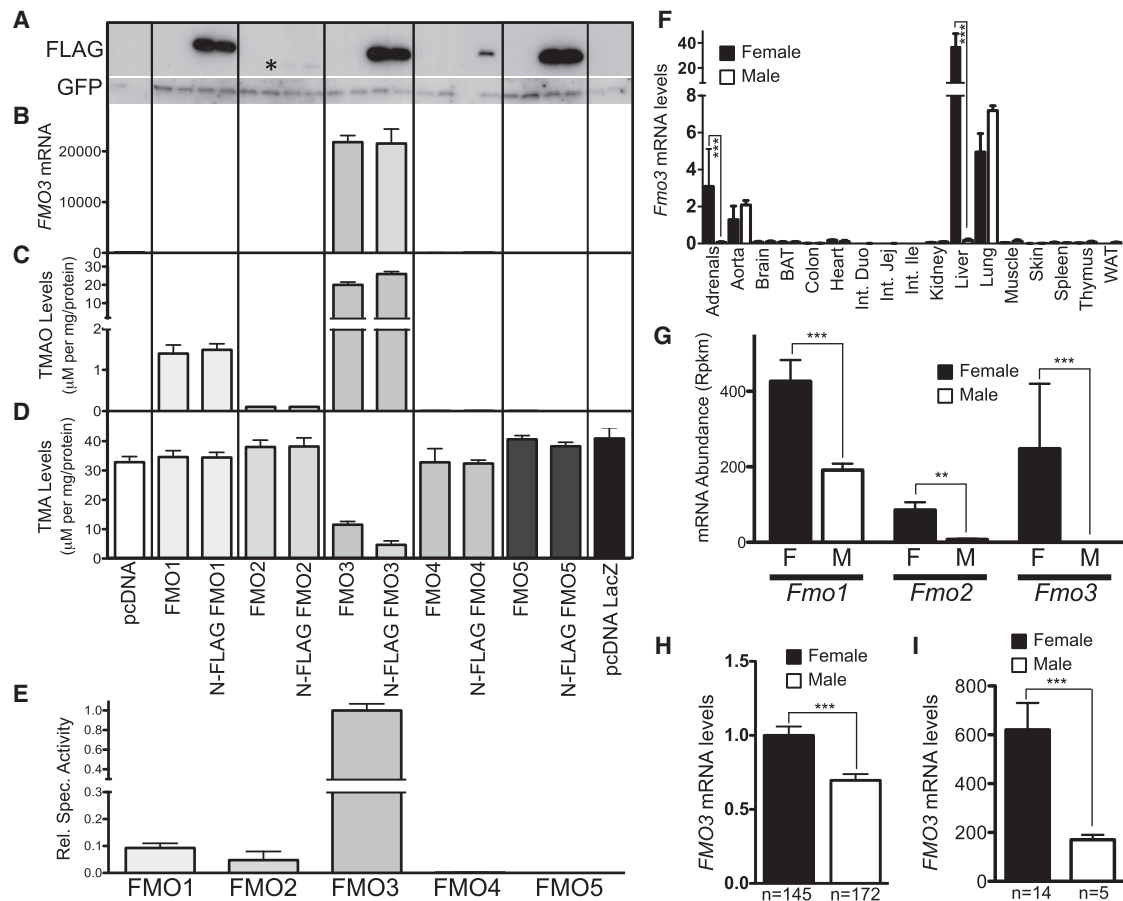 A
FLAG
*
GFP
B
FMO3 mRNA
20000
10000
0
C
TMAO Levels
(µM per mg/protein)
30
20
10
2
1
0
D
TMA Levels
(µM per mg/protein)
40
30
20
10
0
pcDNA
FMO1
N-FLAG FMO1
FMO2
N-FLAG FMO2
FMO3
N-FLAG FMO3
FMO4
N-FLAG FMO4
FMO5
N-FLAG FMO5
pcDNA LacZ
E
Rel. Spec. Activity
1.0
0.8
0.6
0.4
0.3
0.2
0.1
0.0
FMO1
FMO2
FMO3
FMO4
FMO5
F
Fmo3 mRNA levels
Female
Male
40
20
8
6
4
2
0
***
***
Adrenals
Aorta
Brain
BAT
Colon
Heart
Int. Duo
Int. Jej
Int. Ile
Kidney
Liver
Lung
Muscle
Skin
Spleen
Thymus
WAT
G
mRNA Abundance (Rpkm)
Female
Male
400
200
0
***
**
***
F M F M F M
Fmo1 Fmo2 Fmo3
H
FMO3 mRNA levels
Female
Male
1.5
1.0
0.5
0.0
***
n=145 n=172
I
FMO3 mRNA levels
Female
Male
800
600
400
200
0
***
n=14 n=5